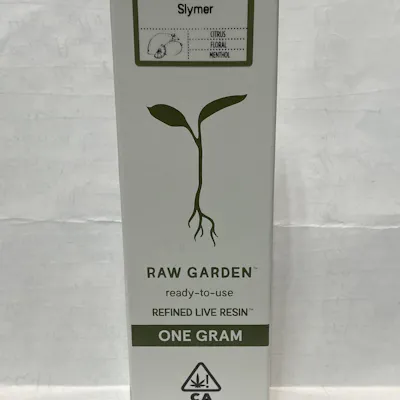 Slymer
CITRUS
FLORAL
MENTHOL
RAW GARDEN™
ready-to-use
REFINED LIVE RESIN™
ONE GRAM
!
CA